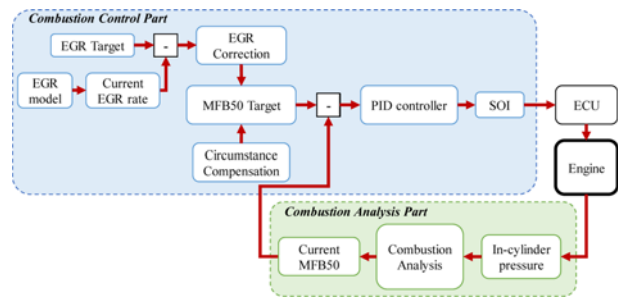 Combustion Control Part
EGR Target
-
EGR
Correction
EGR
model
Current
EGR rate
MFB50 Target
-
PID controller
SOI
ECU
Circumstance
Compensation
Engine
Combustion Analysis Part
Current
MFB50
Combustion
Analysis
In-cylinder
pressure